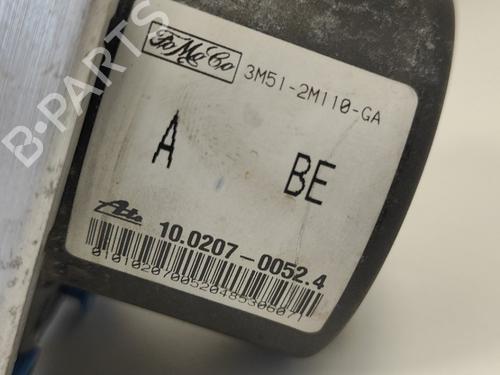 FoMoCo 3M51-2M110-GA
A BE
Ate 10.0207-0052.4
B-PARTS